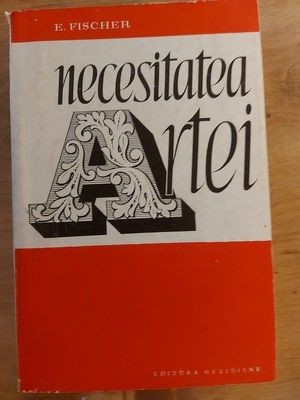 E. FISCHER
necesitatea
Artei
EDITURA MERIDIANE